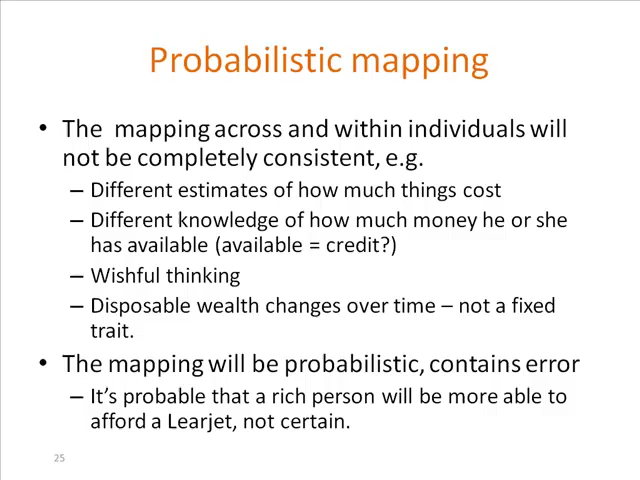 Probabilistic mapping
• The mapping across and within individuals will
not be completely consistent, e.g.
– Different estimates of how much things cost
– Different knowledge of how much money he or she
has available (available = credit?)
– Wishful thinking
– Disposable wealth changes over time – not a fixed
trait.
• The mapping will be probabilistic, contains error
– It's probable that a rich person will be more able to
afford a Learjet, not certain.
25